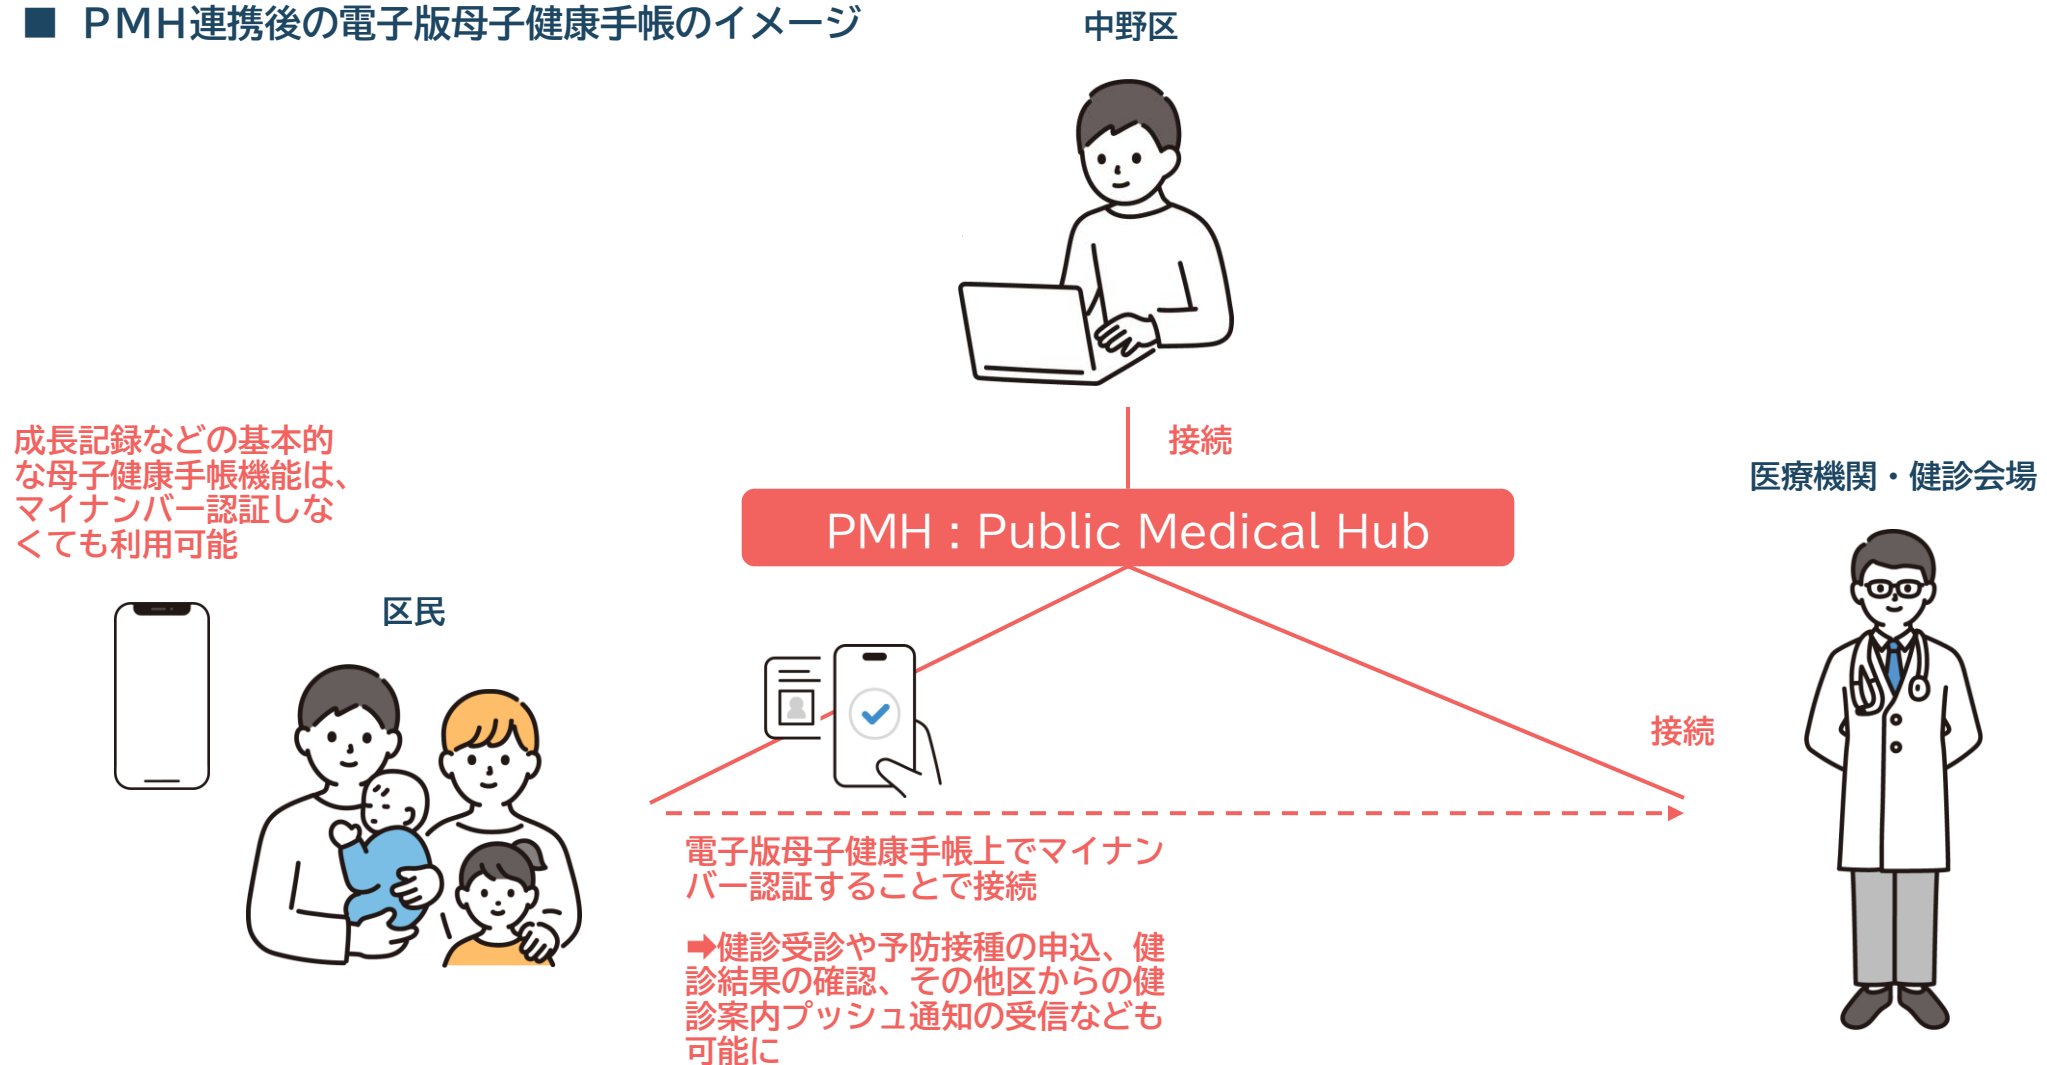 ■ ＰＭＨ連携後の電子版母子健康手帳のイメージ
中野区
接続
成長記録などの基本的
な母子健康手帳機能は、
マイナンバー認証しな
くても利用可能
PMH：Public Medical Hub
医療機関・健診会場
区民
接続
電子版母子健康手帳上でマイナン
バー認証することで接続
➡健診受診や予防接種の申込、健
診結果の確認、その他区からの健
診案内プッシュ通知の受信なども
可能に